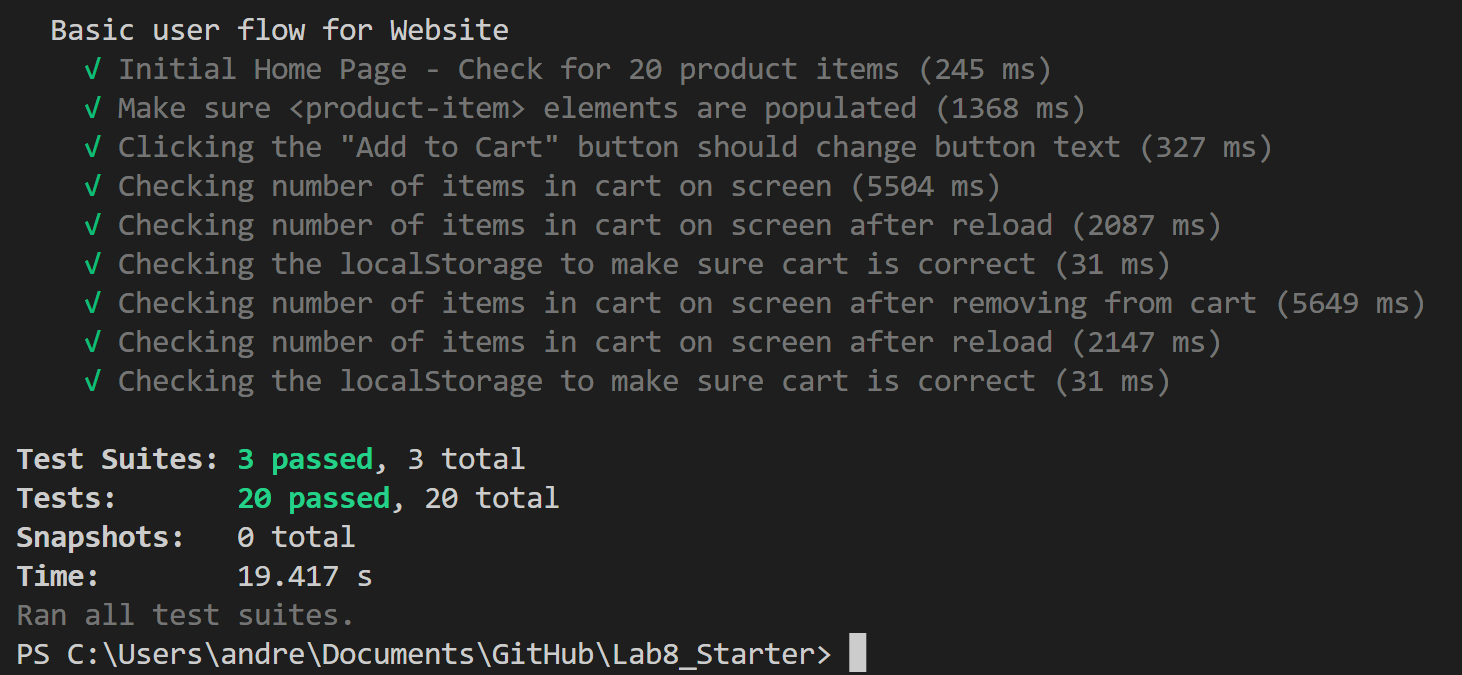 Basic user flow for Website
√ Initial Home Page - Check for 20 product items (245 ms)
√ Make sure <product-item> elements are populated (1368 ms)
√ Clicking the "Add to Cart" button should change button text (327 ms)
√ Checking number of items in cart on screen (5504 ms)
√ Checking number of items in cart on screen after reload (2087 ms)
√ Checking the localStorage to make sure cart is correct (31 ms)
√ Checking number of items in cart on screen after removing from cart (5649 ms)
√ Checking number of items in cart on screen after reload (2147 ms)
√ Checking the localStorage to make sure cart is correct (31 ms)
Test Suites: 3 passed, 3 total
Tests: 20 passed, 20 total
Snapshots: 0 total
Time: 19.417 s
Ran all test suites.
PS C:\Users\andre\Documents\GitHub\Lab8_Starter>